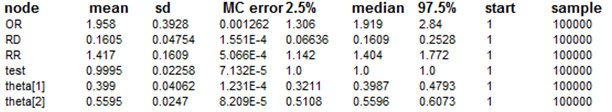 node mean sd MC error 2.5% median 97.5% start sample
OR 1.958 0.3928 0.001262 1.306 1.919 2.84 1 100000
RD 0.1605 0.04754 1.551E-4 0.06636 0.1609 0.2528 1 100000
RR 1.417 0.1609 5.066E-4 1.142 1.404 1.772 1 100000
test 0.9995 0.02258 7.132E-5 1.0 1.0 1.0 1 100000
theta[1] 0.399 0.04062 1.231E-4 0.3211 0.3987 0.4793 1 100000
theta[2] 0.5595 0.0247 8.209E-5 0.5108 0.5596 0.6073 1 100000